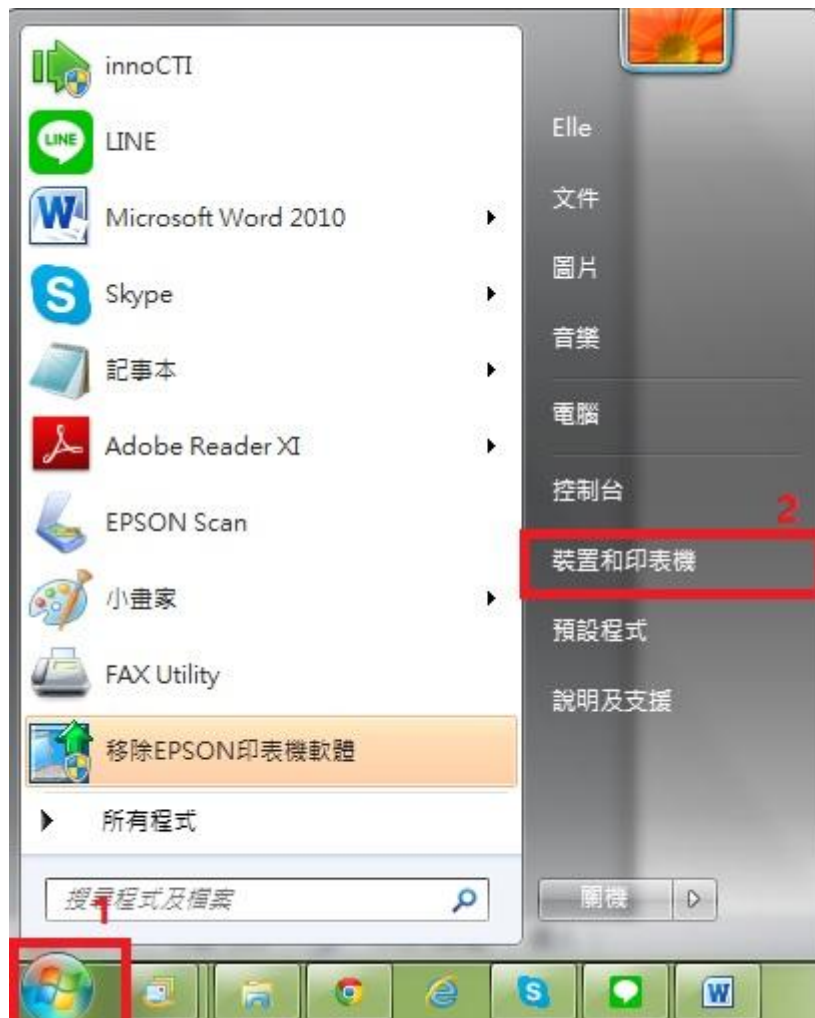 innoCTI
LINE
LINE
Microsoft Word 2010
Skype
記事本
Adobe Reader XI
EPSON Scan
小畫家
FAX Utility
移除EPSON印表機軟體
所有程式
搜尋程式及檔案
1
Elle
文件
圖片
音樂
電腦
控制台
2
裝置和印表機
預設程式
說明及支援
關機